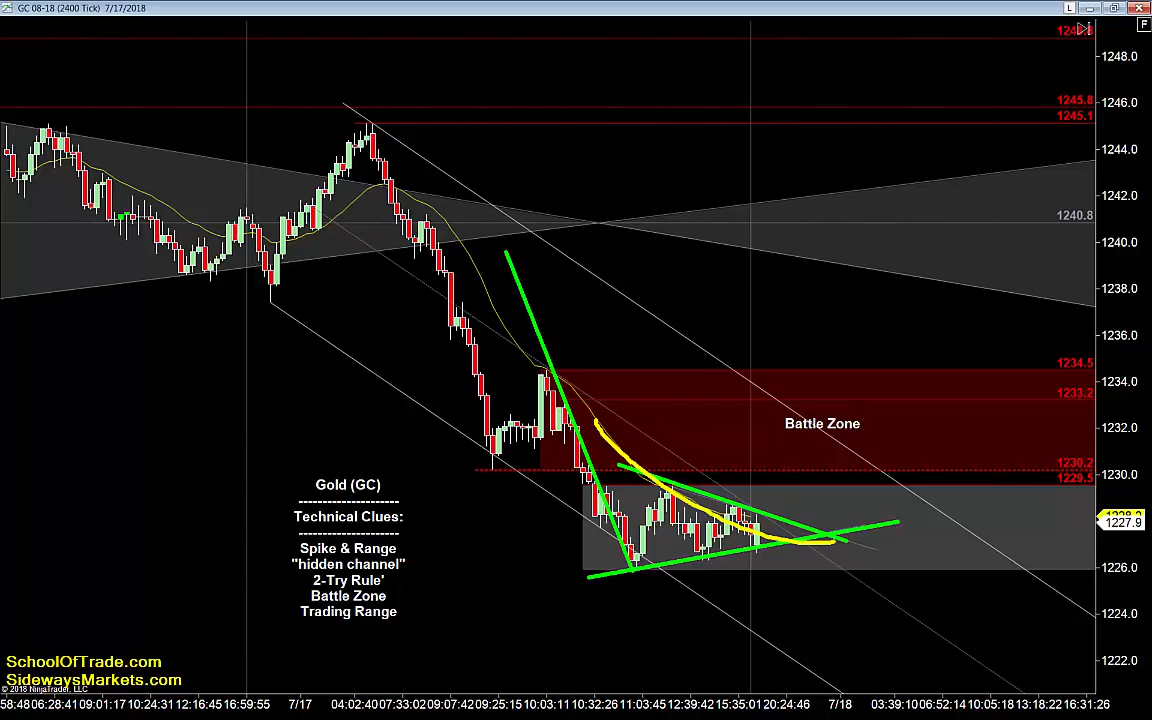 GC 08-18 (2400 Tick) 7/17/2018
L
F
1248.0
1245.8
1246.0
1245.1
1244.0
1242.0
1240.8
1240.0
1238.0
1236.0
1234.5
1234.0
1233.2
Battle Zone
1232.0
1230.2
1230.0
1229.5
1227.9
1226.0
1224.0
1222.0
Gold (GC)
--------------------
Technical Clues:
--------------------
Spike & Range
"hidden channel"
2-Try Rule'
Battle Zone
Trading Range
SchoolOfTrade.com
SidewaysMarkets.com
© 2018 NinjaTrader, LLC
58:48 06:28:41 09:01:17 10:24:31 12:16:45 16:59:55 7/17 04:02:40 07:33:02 09:07:42 09:25:15 10:03:11 10:32:26 11:03:45 12:39:42 15:35:01 20:24:46 7/18 03:39:10 06:52:14 10:05:18 13:18:22 16:31:26